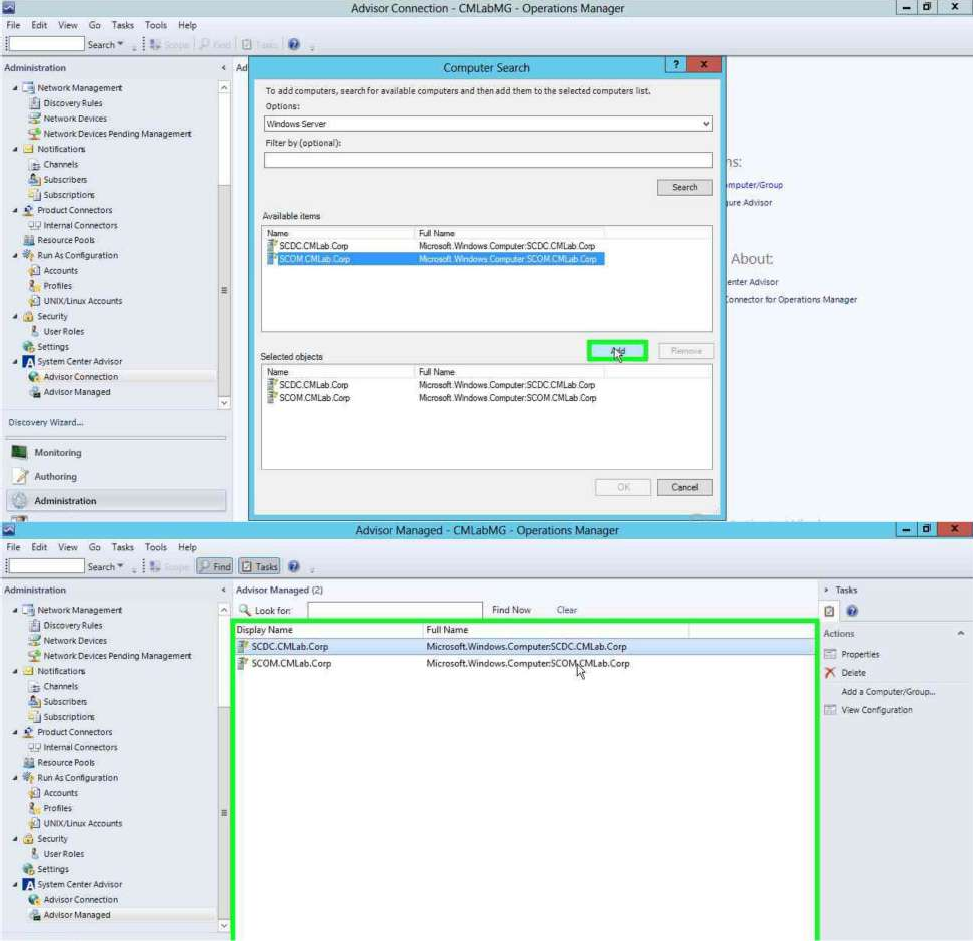 Advisor Connection - CMLabMG - Operations Manager
File Edit View Go Tasks Tools Help
Search
Scope Find Tasks
Administration
Network Management
Discovery Rules
Network Devices
Network Devices Pending Management
Notifications
Channels
Subscribers
Subscriptions
Product Connectors
Internal Connectors
Resource Pools
Run As Configuration
Accounts
Profiles
UNIX/Linux Accounts
Security
User Roles
Settings
System Center Advisor
Advisor Connection
Advisor Managed
Discovery Wizard...
Monitoring
Authoring
Administration
Ad
Computer Search
? x
To add computers, search for available computers and then add them to the selected computers list.
Options:
Windows Server
Filter by (optional):
Search
Available items
Name Full Name
SCDC.CMLab.Corp Microsoft.Windows.Computer:SCDC.CMLab.Corp
SCOM.CMLab.Corp Microsoft.Windows.Computer:SCOM.CMLab.Corp
Add Remove
Selected objects
Name Full Name
SCDC.CMLab.Corp Microsoft.Windows.Computer:SCDC.CMLab.Corp
SCOM.CMLab.Corp Microsoft.Windows.Computer:SCOM.CMLab.Corp
OK Cancel
ns:
mputer/Group
ure Advisor
About:
enter Advisor
Connector for Operations Manager
Advisor Managed - CMLabMG - Operations Manager
File Edit View Go Tasks Tools Help
Search
Scope Find Tasks
Administration
Network Management
Discovery Rules
Network Devices
Network Devices Pending Management
Notifications
Channels
Subscribers
Subscriptions
Product Connectors
Internal Connectors
Resource Pools
Run As Configuration
Accounts
Profiles
UNIX/Linux Accounts
Security
User Roles
Settings
System Center Advisor
Advisor Connection
Advisor Managed
Advisor Managed (2)
Look for: Find Now Clear
Display Name Full Name
SCDC.CMLab.Corp Microsoft.Windows.Computer:SCDC.CMLab.Corp
SCOM.CMLab.Corp Microsoft.Windows.Computer:SCOM.CMLab.Corp
Tasks
Actions
Properties
Delete
Add a Computer/Group...
View Configuration